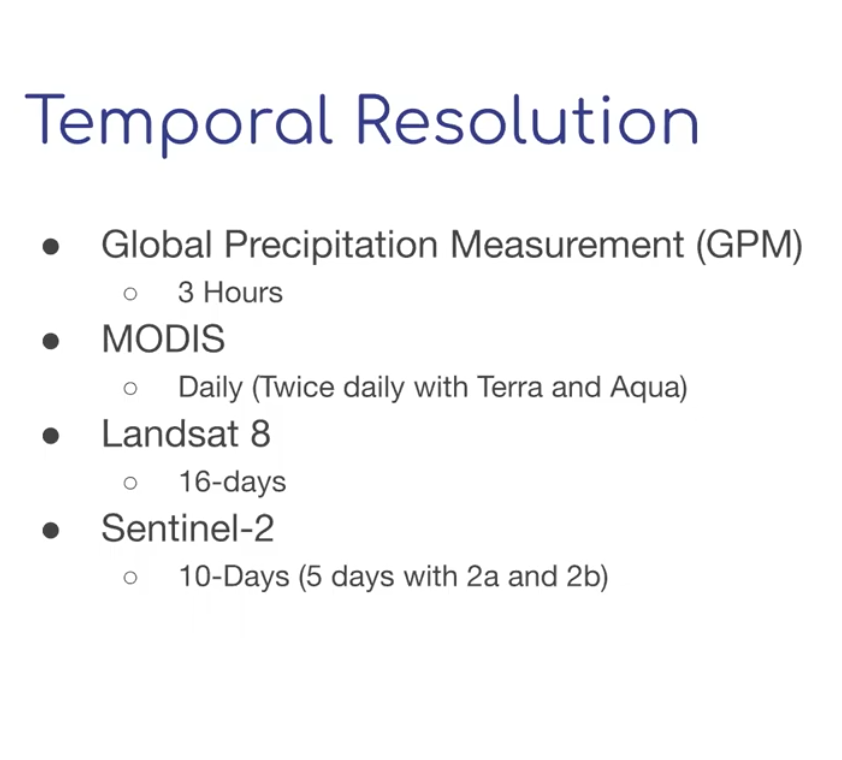 Temporal Resolution
● Global Precipitation Measurement (GPM)
○ 3 Hours
● MODIS
○ Daily (Twice daily with Terra and Aqua)
● Landsat 8
○ 16-days
● Sentinel-2
○ 10-Days (5 days with 2a and 2b)